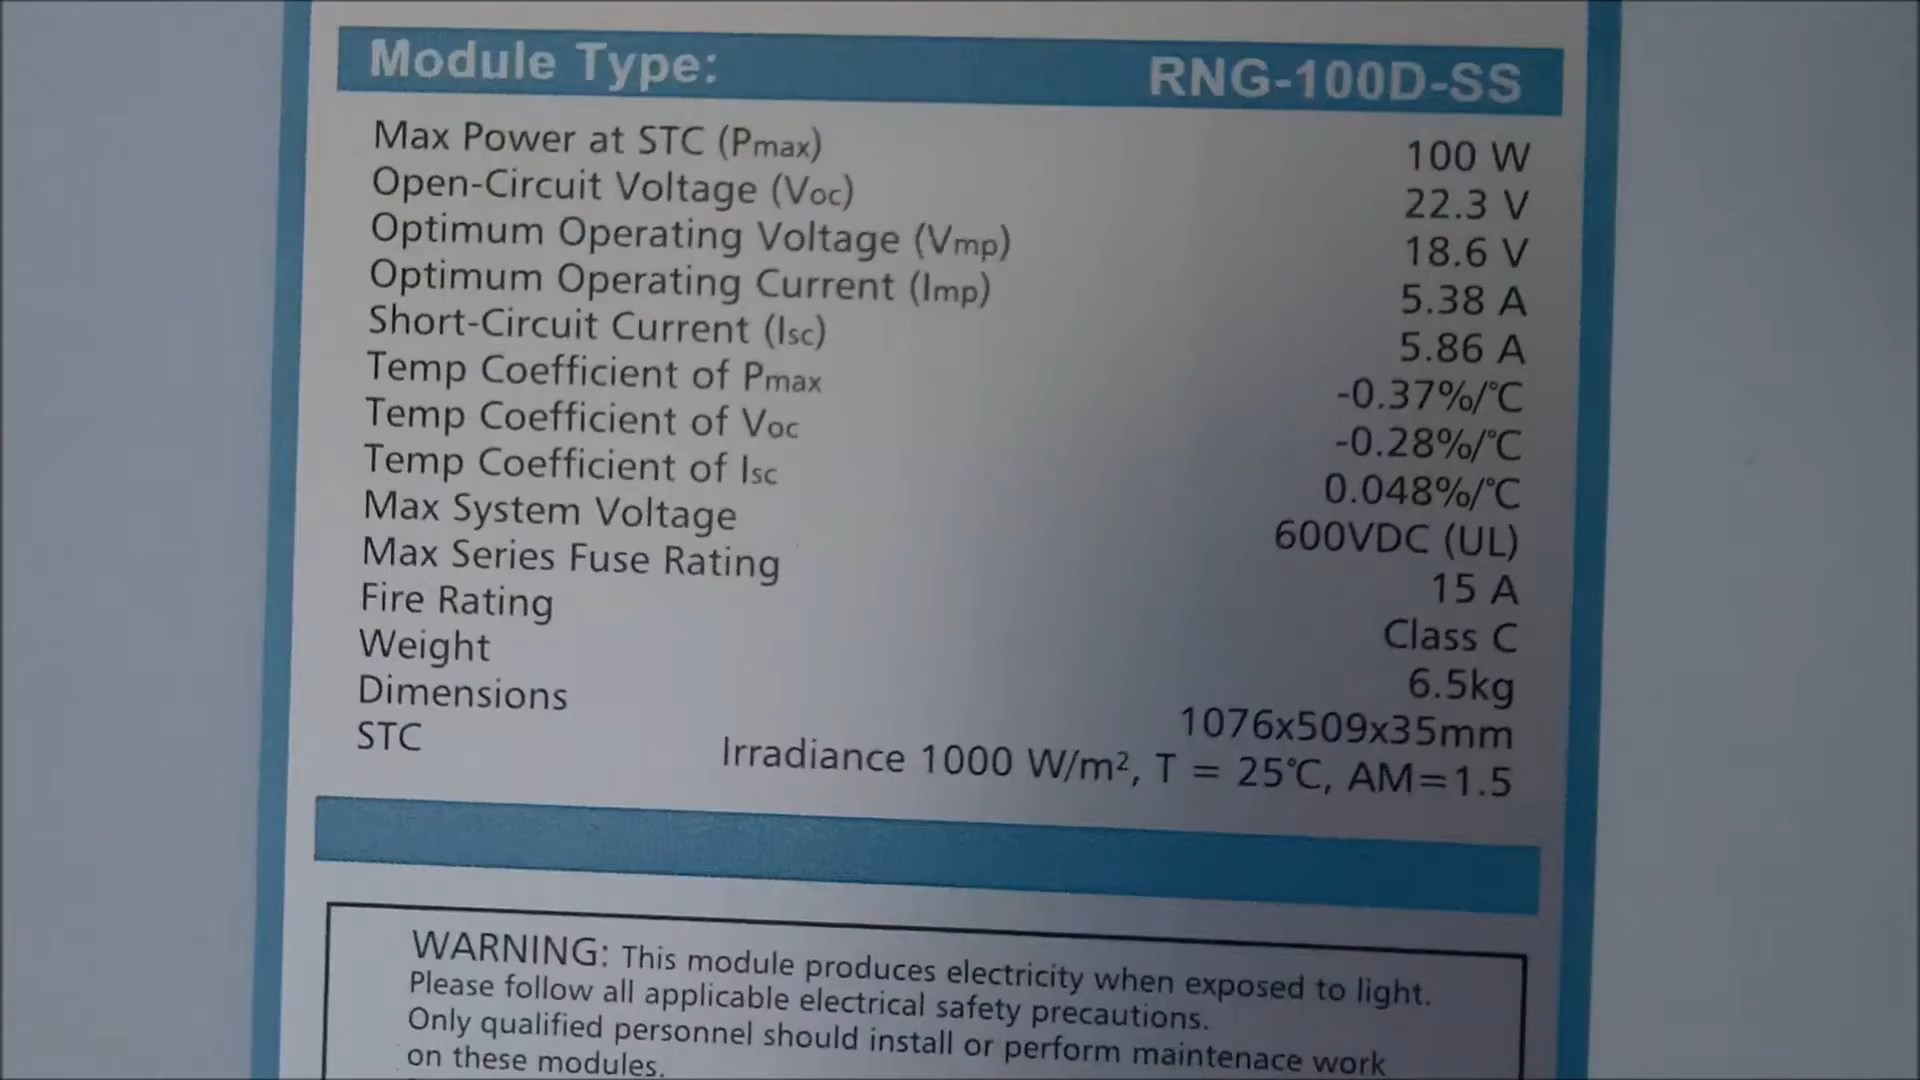 Module Type: RNG-100D-SS
Max Power at STC (Pmax) 100 W
Open-Circuit Voltage (Voc) 22.3 V
Optimum Operating Voltage (Vmp) 18.6 V
Optimum Operating Current (Imp) 5.38 A
Short-Circuit Current (Isc) 5.86 A
Temp Coefficient of Pmax -0.37%/℃
Temp Coefficient of Voc -0.28%/℃
Temp Coefficient of Isc 0.048%/℃
Max System Voltage 600VDC (UL)
Max Series Fuse Rating 15 A
Fire Rating Class C
Weight 6.5kg
Dimensions 1076x509x35mm
STC Irradiance 1000 W/m², T = 25℃, AM=1.5
WARNING: This module produces electricity when exposed to light.
Please follow all applicable electrical safety precautions.
Only qualified personnel should install or perform maintenace work
on these modules.